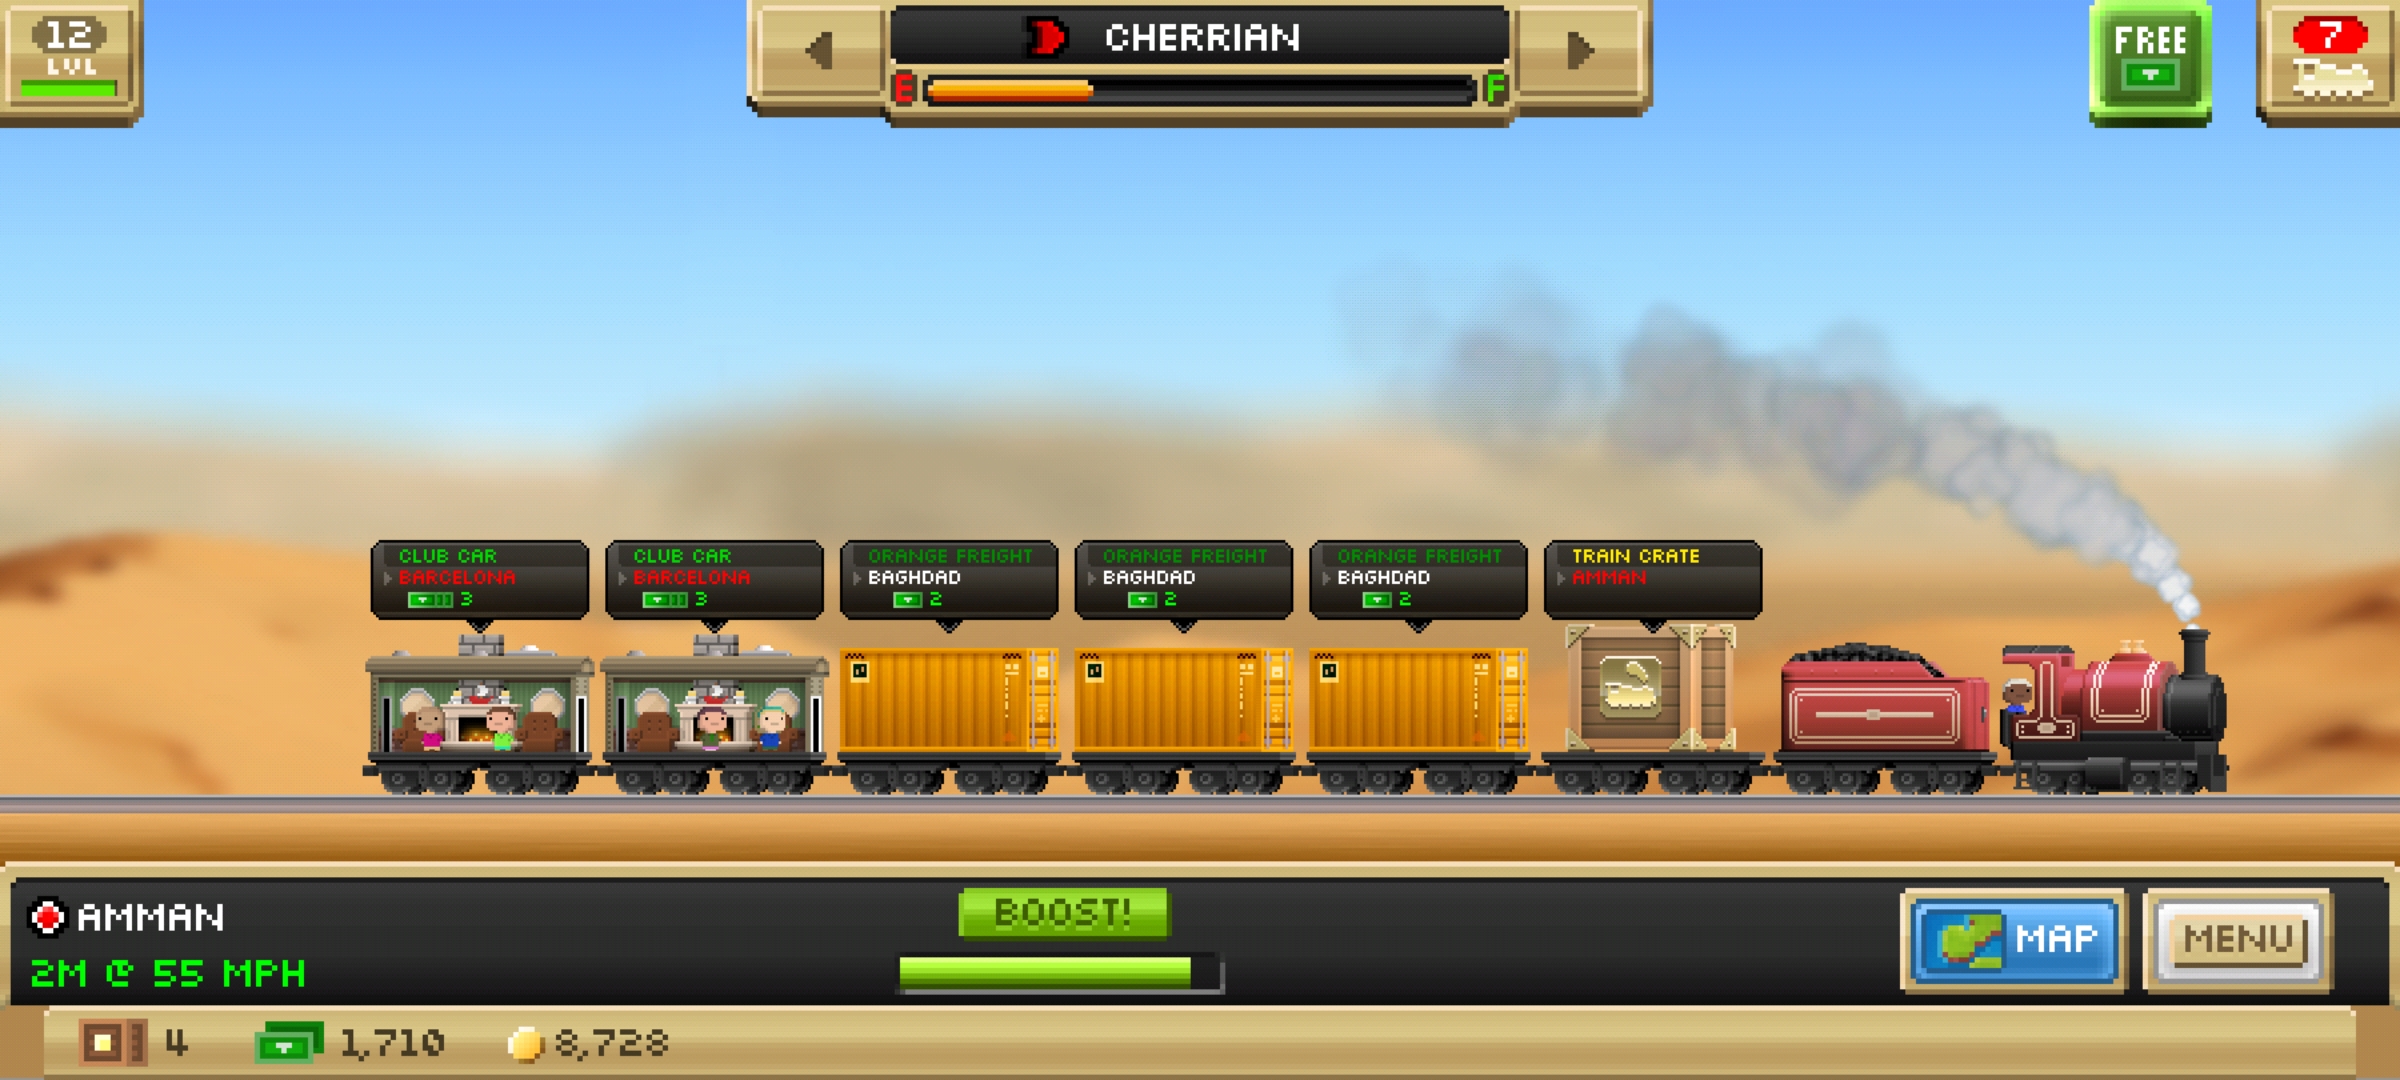 12
LVL
CHERRIAN
E
F
FREE
7
CLUB CAR
BARCELONA
3
CLUB CAR
BARCELONA
3
ORANGE FREIGHT
BAGHDAD
2
ORANGE FREIGHT
BAGHDAD
2
ORANGE FREIGHT
BAGHDAD
2
TRAIN CRATE
AMMAN
AMMAN
2M @ 55 MPH
BOOST!
MAP
MENU
4
1,710
8,728